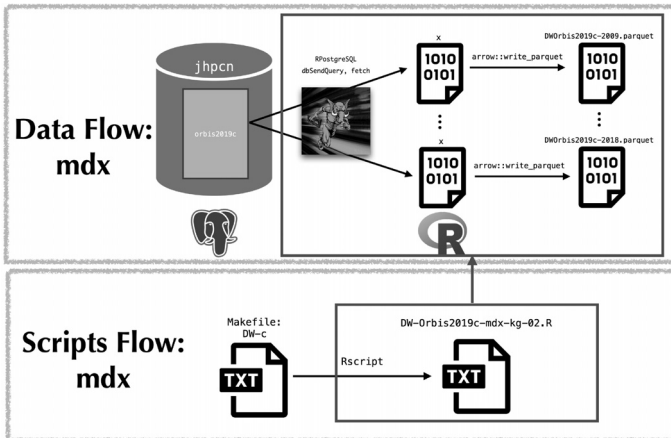 Data Flow:
mdx
jhpcn
orbis2019c
RPostgreSQL
dbSendQuery, fetch
x
1010
0101
arrow::write_parquet
DWOrbis2019c-2009.parquet
1010
0101
x
1010
0101
arrow::write_parquet
DWOrbis2019c-2018.parquet
1010
0101
R
Scripts Flow:
mdx
Makefile:
DW-c
TXT
Rscript
DW-Orbis2019c-mdx-kg-02.R
TXT